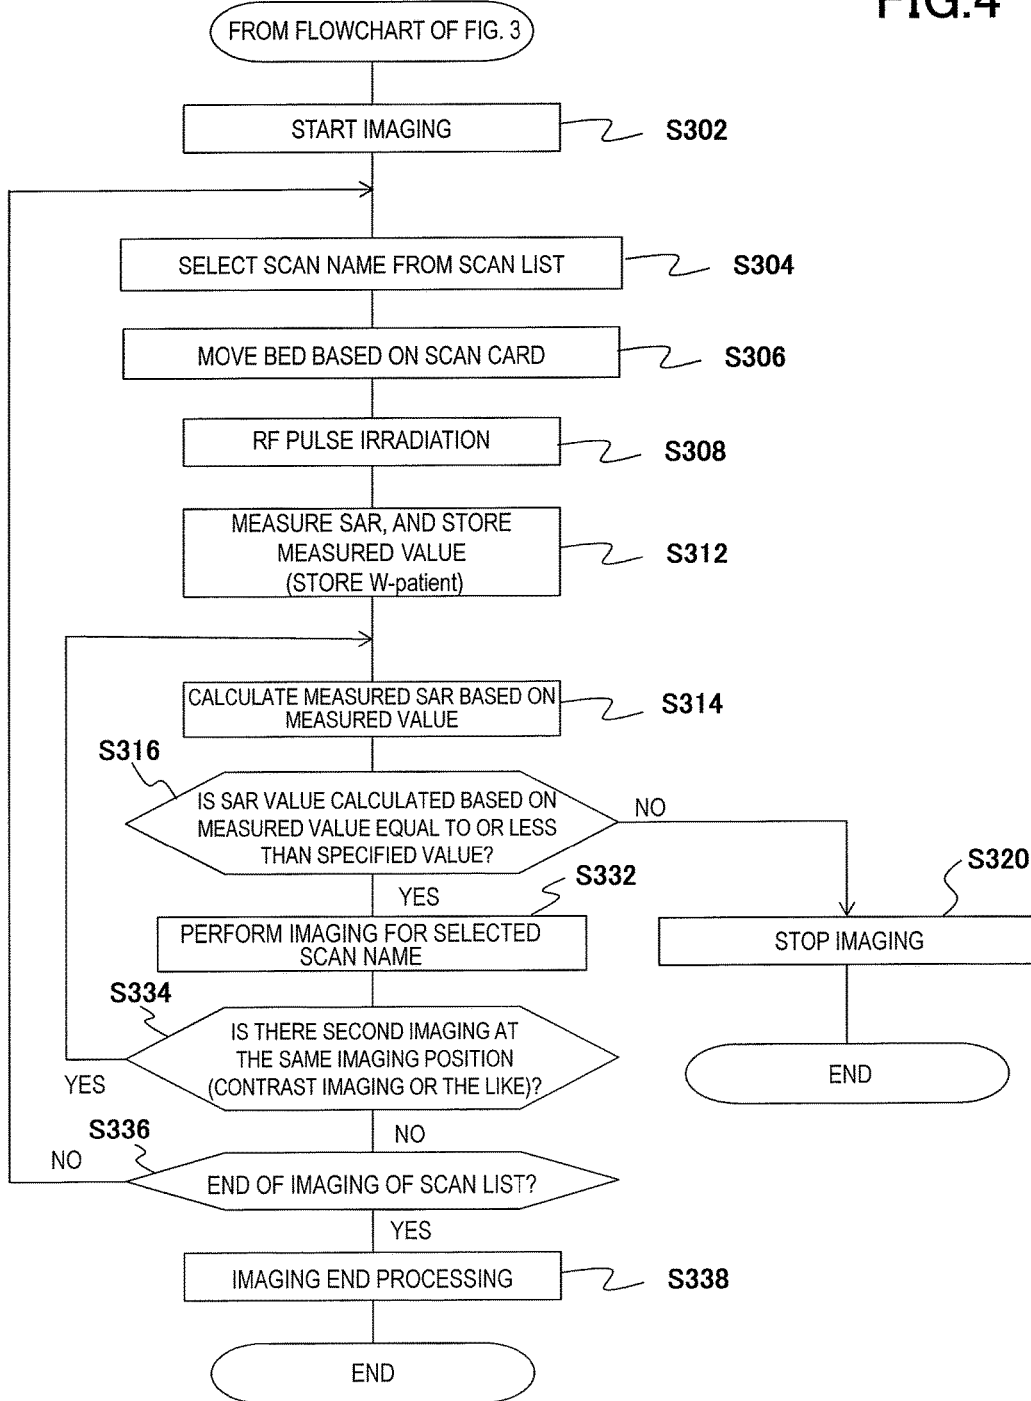 FIG.4
FROM FLOWCHART OF FIG. 3
START IMAGING
S302
SELECT SCAN NAME FROM SCAN LIST
S304
MOVE BED BASED ON SCAN CARD
S306
RF PULSE IRRADIATION
S308
MEASURE SAR, AND STORE
MEASURED VALUE
(STORE W-patient)
S312
CALCULATE MEASURED SAR BASED ON
MEASURED VALUE
S314
S316
IS SAR VALUE CALCULATED BASED ON
MEASURED VALUE EQUAL TO OR LESS
THAN SPECIFIED VALUE?
NO
YES
S320
STOP IMAGING
END
S332
PERFORM IMAGING FOR SELECTED
SCAN NAME
S334
IS THERE SECOND IMAGING AT
THE SAME IMAGING POSITION
(CONTRAST IMAGING OR THE LIKE)?
YES
NO
S336
NO
END OF IMAGING OF SCAN LIST?
YES
IMAGING END PROCESSING
S338
END